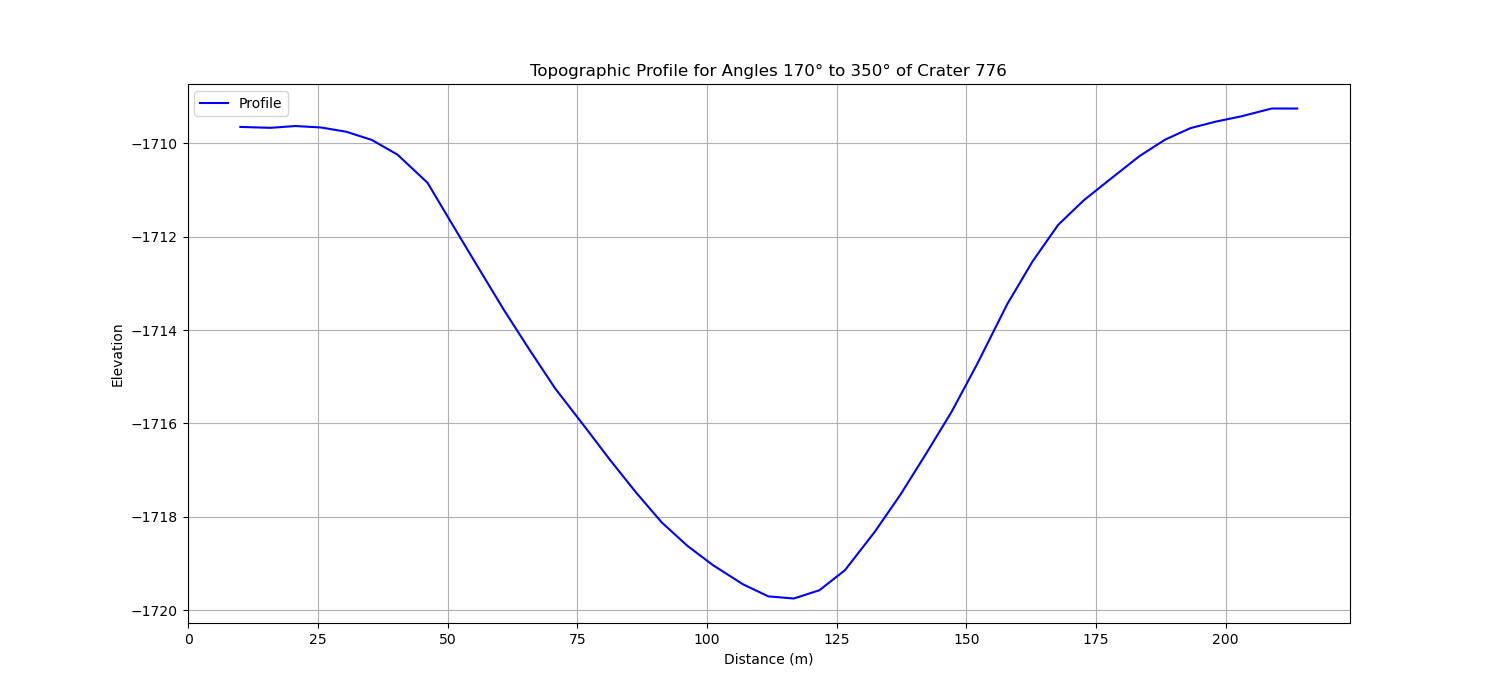 Topographic Profile for Angles 170° to 350° of Crater 776
Profile
Elevation
−1710
−1712
−1714
−1716
−1718
−1720
0 25 50 75 100 125 150 175 200
Distance (m)